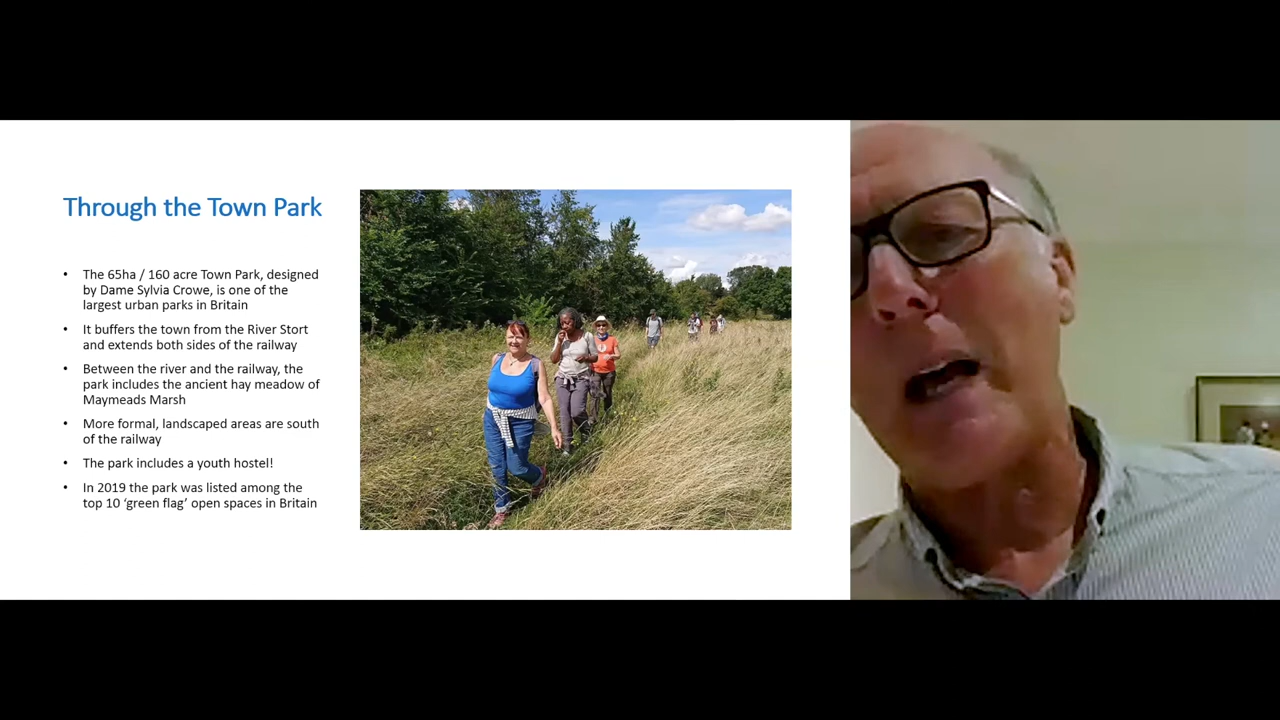 Through the Town Park
• The 65ha / 160 acre Town Park, designed
by Dame Sylvia Crowe, is one of the
largest urban parks in Britain
• It buffers the town from the River Stort
and extends both sides of the railway
• Between the river and the railway, the
park includes the ancient hay meadow of
Maymeads Marsh
• More formal, landscaped areas are south
of the railway
• The park includes a youth hostel!
• In 2019 the park was listed among the
top 10 ‘green flag’ open spaces in Britain